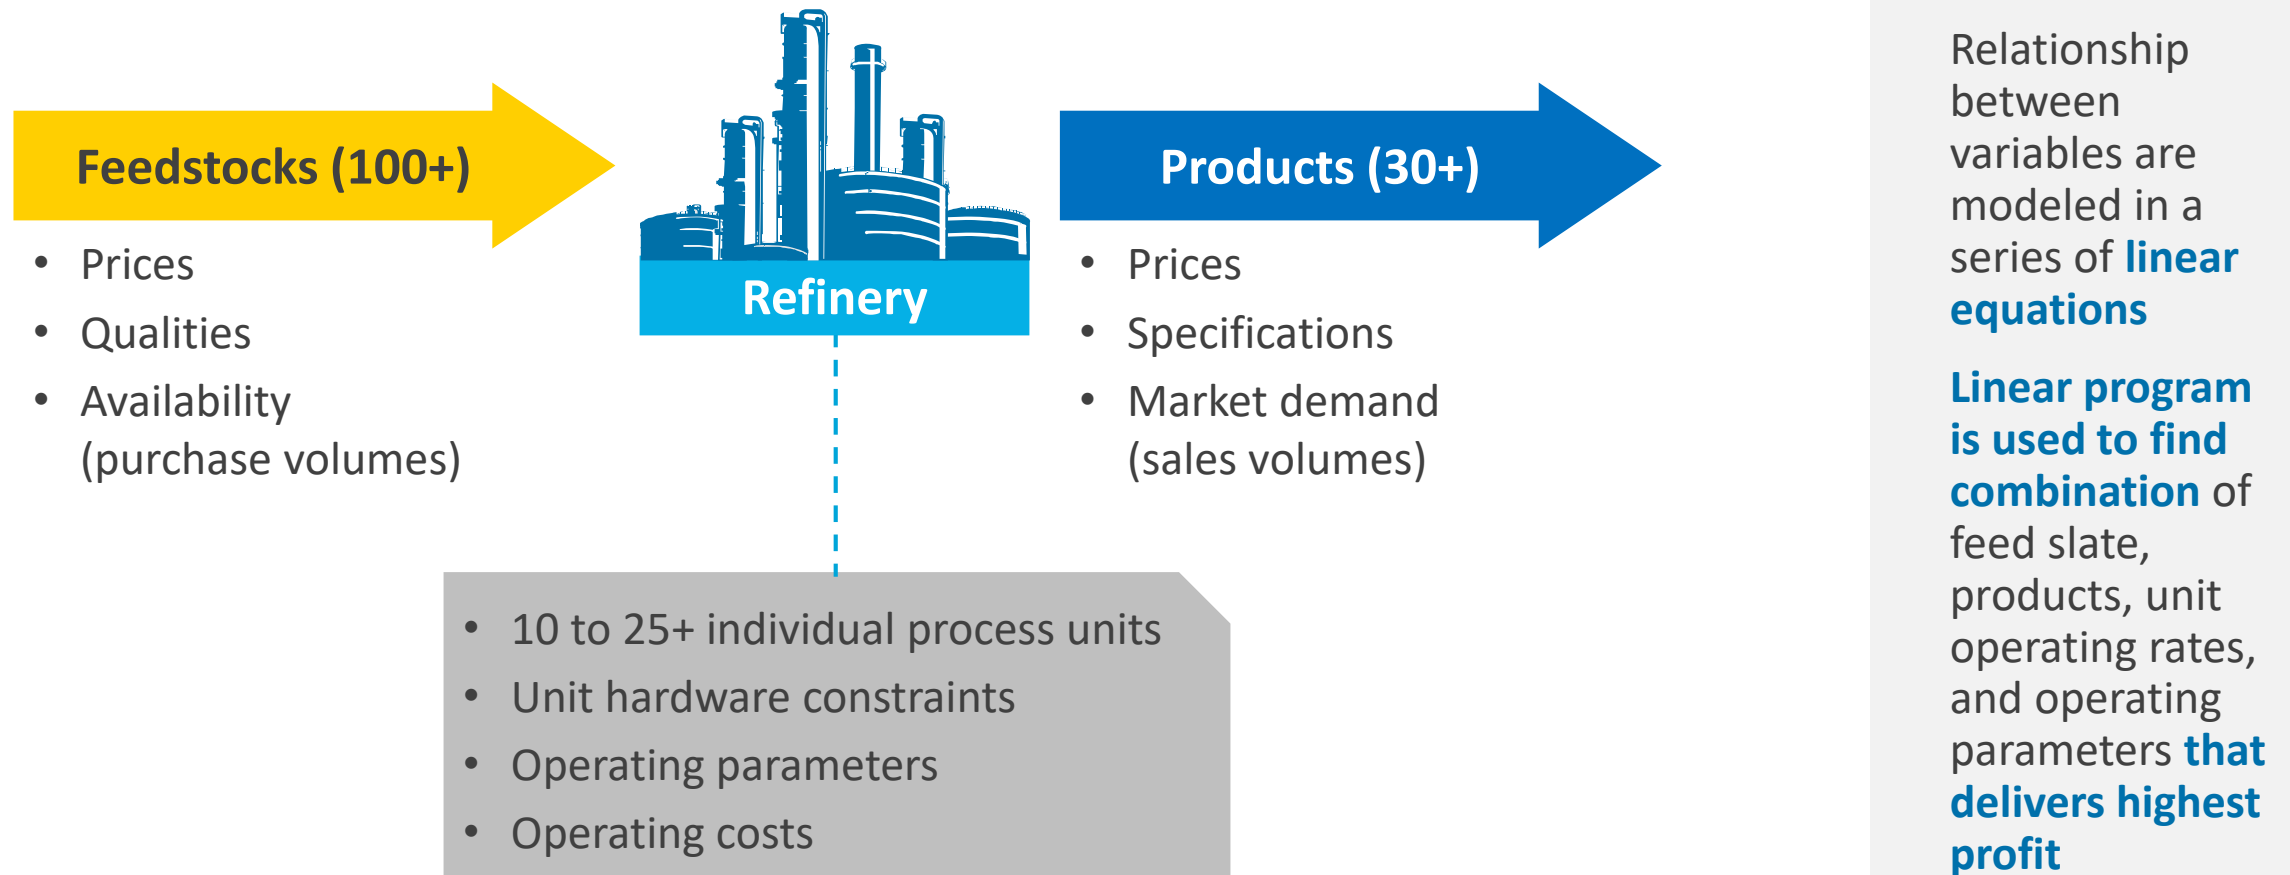 Feedstocks (100+)
• Prices
• Qualities
• Availability
(purchase volumes)
Refinery
• 10 to 25+ individual process units
• Unit hardware constraints
• Operating parameters
• Operating costs
Products (30+)
• Prices
• Specifications
• Market demand
(sales volumes)
Relationship
between
variables are
modeled in a
series of linear
equations
Linear program
is used to find
combination of
feed slate,
products, unit
operating rates,
and operating
parameters that
delivers highest
profit